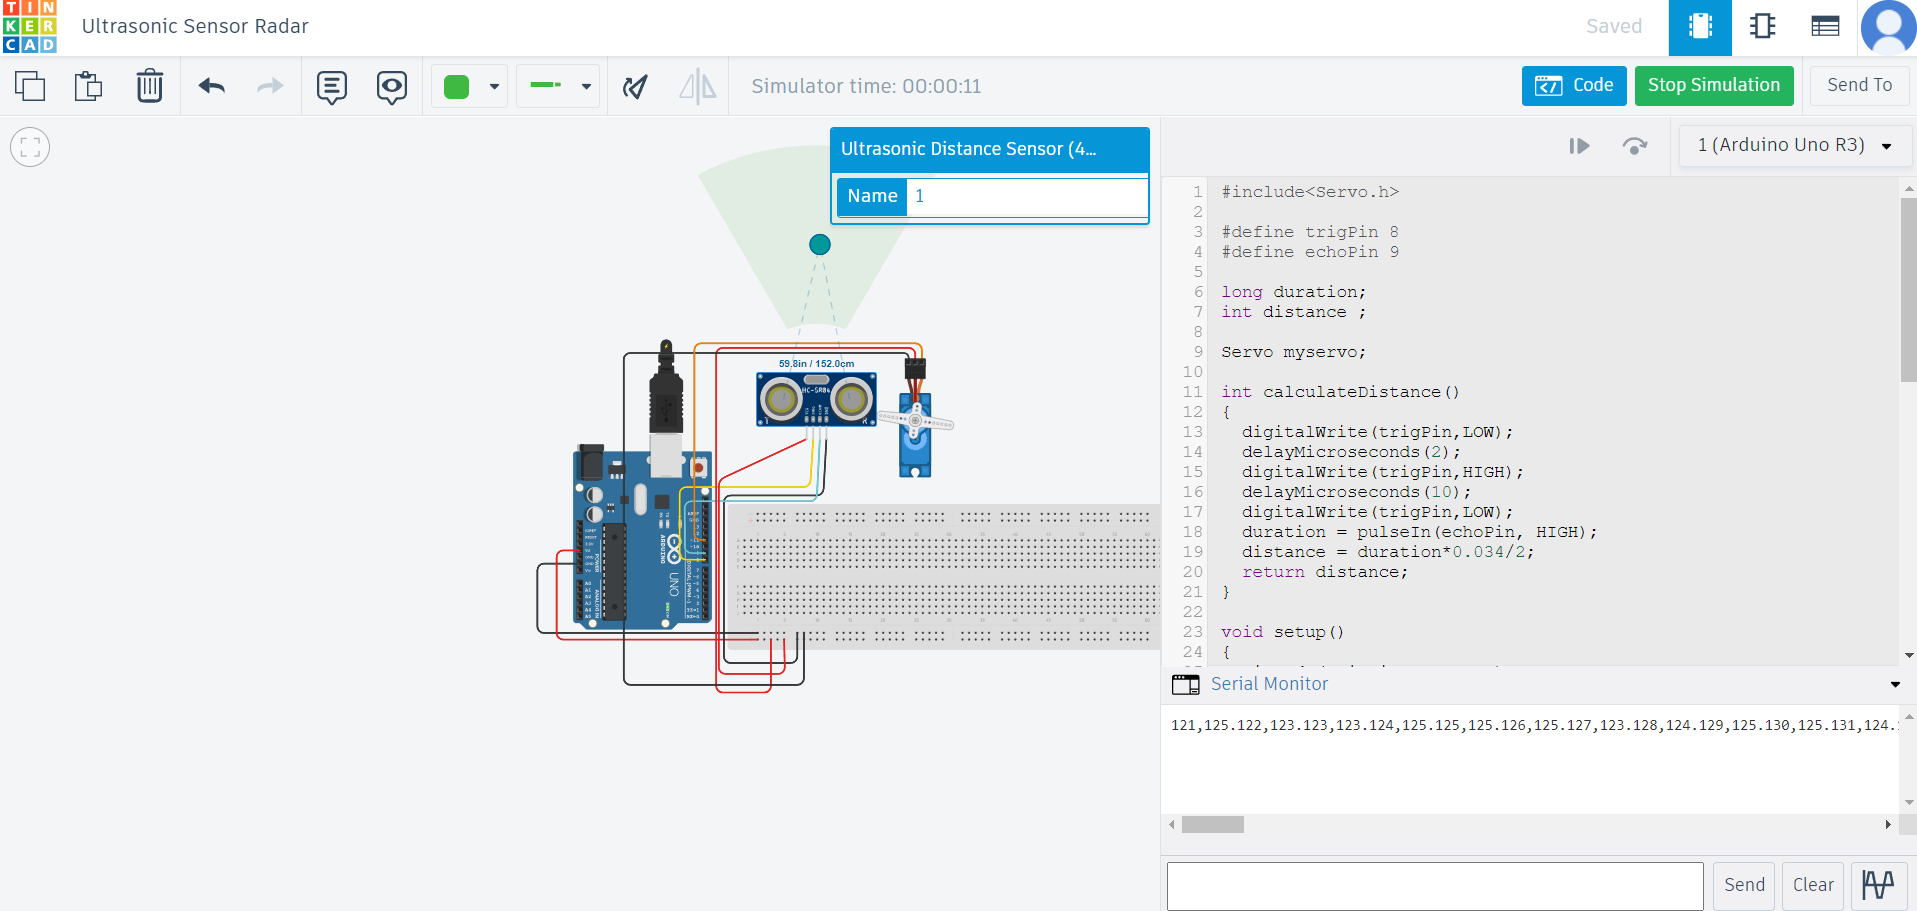 TIN
KER
CAD
Ultrasonic Sensor Radar
Saved
Simulator time: 00:00:11
Code
Stop Simulation
Send To
Ultrasonic Distance Sensor (4...
Name 1
1 (Arduino Uno R3)
59.8in / 152.0cm
HC-SR04
T R
ARDUINO
UNO
POWER
ANALOG IN
DIGITAL (PWM~)
1 #include<Servo.h>
2
3 #define trigPin 8
4 #define echoPin 9
5
6 long duration;
7 int distance ;
8
9 Servo myservo;
10
11 int calculateDistance()
12 {
13 digitalWrite(trigPin,LOW);
14 delayMicroseconds(2);
15 digitalWrite(trigPin,HIGH);
16 delayMicroseconds(10);
17 digitalWrite(trigPin,LOW);
18 duration = pulseIn(echoPin, HIGH);
19 distance = duration*0.034/2;
20 return distance;
21 }
22
23 void setup()
24 {
Serial Monitor
121,125.122,123.123,123.124,125.125,125.126,125.127,123.128,124.129,125.130,125.131,124.
Send
Clear